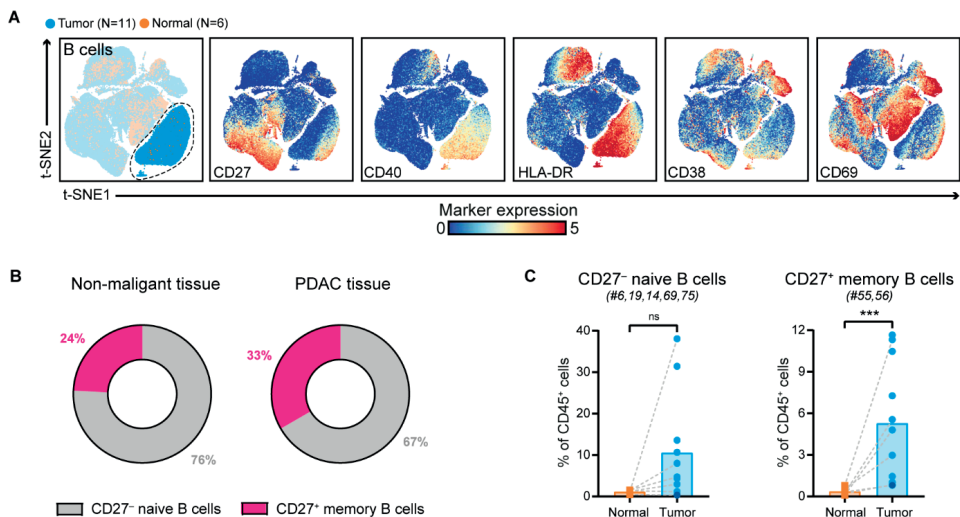 A
Tumor (N=11) Normal (N=6)
B cells
CD27
CD40
HLA-DR
CD38
CD69
t-SNE2
t-SNE1
Marker expression
0 5
B
Non-maligant tissue
PDAC tissue
24%
76%
33%
67%
CD27⁻ naive B cells
CD27⁺ memory B cells
C
CD27⁻ naive B cells
(#6,19,14,69,75)
ns
% of CD45⁺ cells
40
30
20
10
0
Normal Tumor
CD27⁺ memory B cells
(#55,56)
***
% of CD45⁺ cells
12
9
6
3
0
Normal Tumor